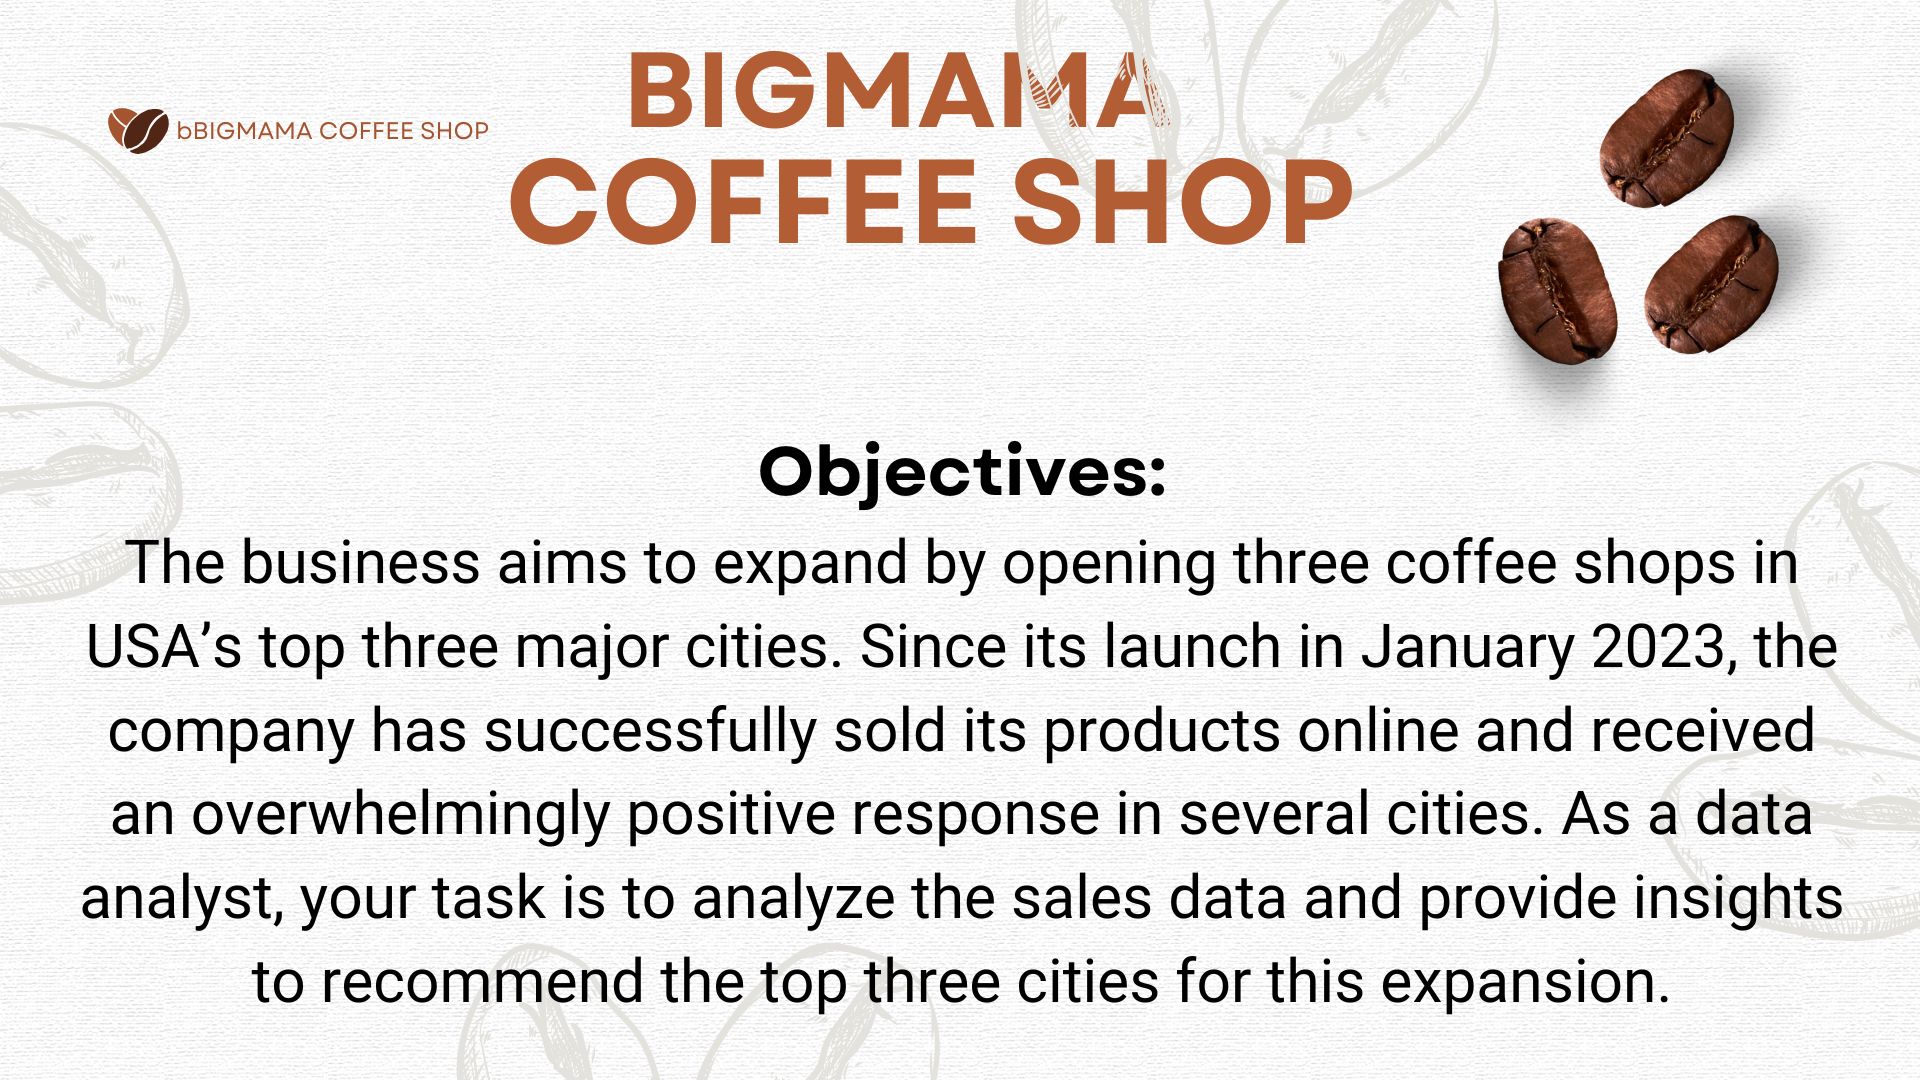 bBIGMAMA COFFEE SHOP
BIGMAMA
COFFEE SHOP
Objectives:
The business aims to expand by opening three coffee shops in
USA’s top three major cities. Since its launch in January 2023, the
company has successfully sold its products online and received
an overwhelmingly positive response in several cities. As a data
analyst, your task is to analyze the sales data and provide insights
to recommend the top three cities for this expansion.